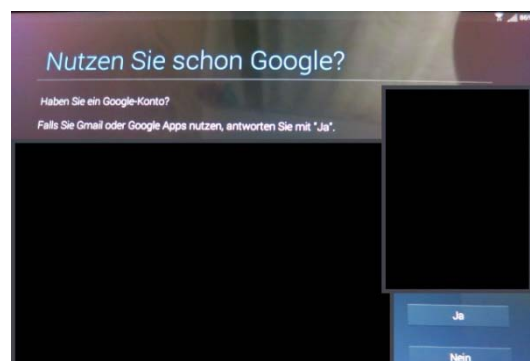 Nutzen Sie schon Google?
Haben Sie ein Google-Konto?
Falls Sie Gmail oder Google Apps nutzen, antworten Sie mit "Ja".
Ja
Nein